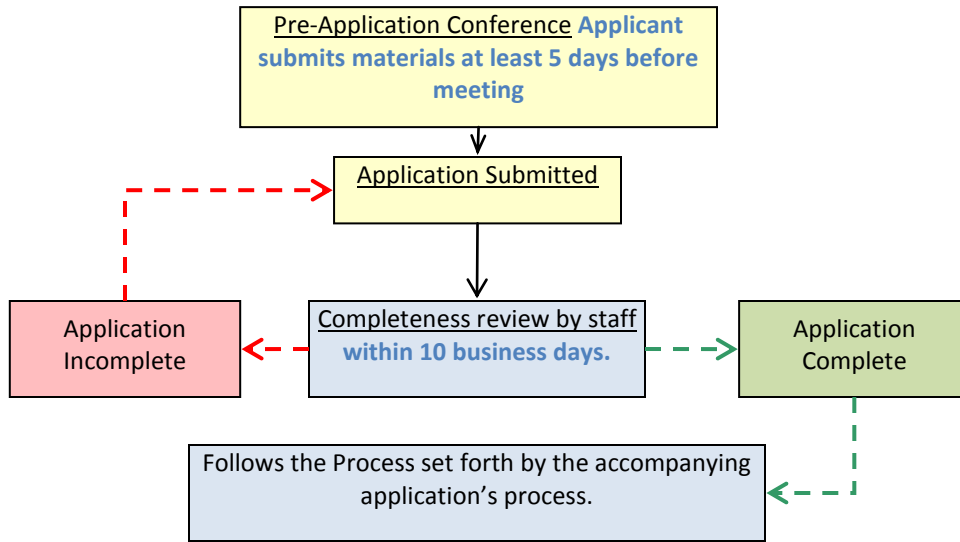 Pre-Application Conference Applicant
submits materials at least 5 days before
meeting
Application Submitted
Application
Incomplete
Completeness review by staff
within 10 business days.
Application
Complete
Follows the Process set forth by the accompanying
application’s process.